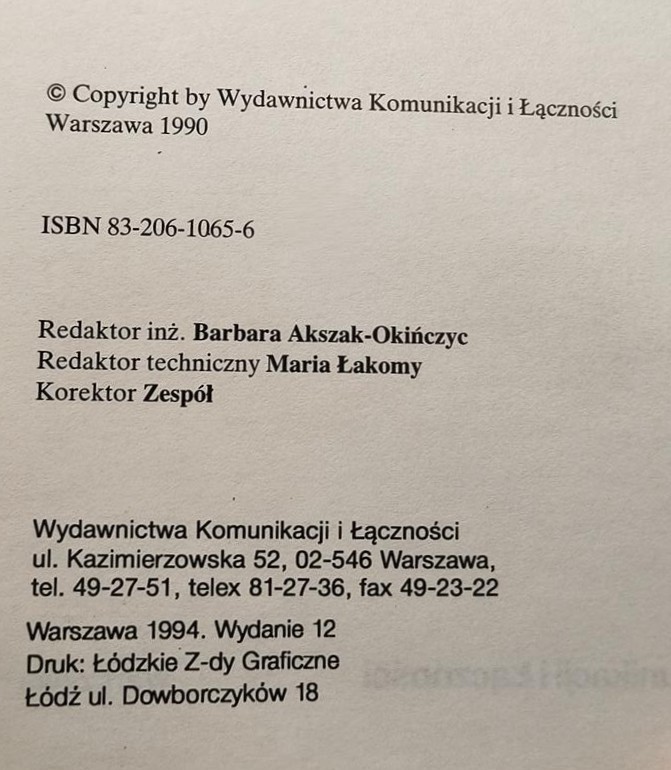 © Copyright by Wydawnictwa Komunikacji i Łączności
Warszawa 1990
ISBN 83-206-1065-6
Redaktor inż. Barbara Akszak-Okińczyc
Redaktor techniczny Maria Łakomy
Korektor Zespół
Wydawnictwa Komunikacji i Łączności
ul. Kazimierzowska 52, 02-546 Warszawa,
tel. 49-27-51, telex 81-27-36, fax 49-23-22
Warszawa 1994. Wydanie 12
Druk: Łódzkie Z-dy Graficzne
Łódź ul. Dowborczyków 18